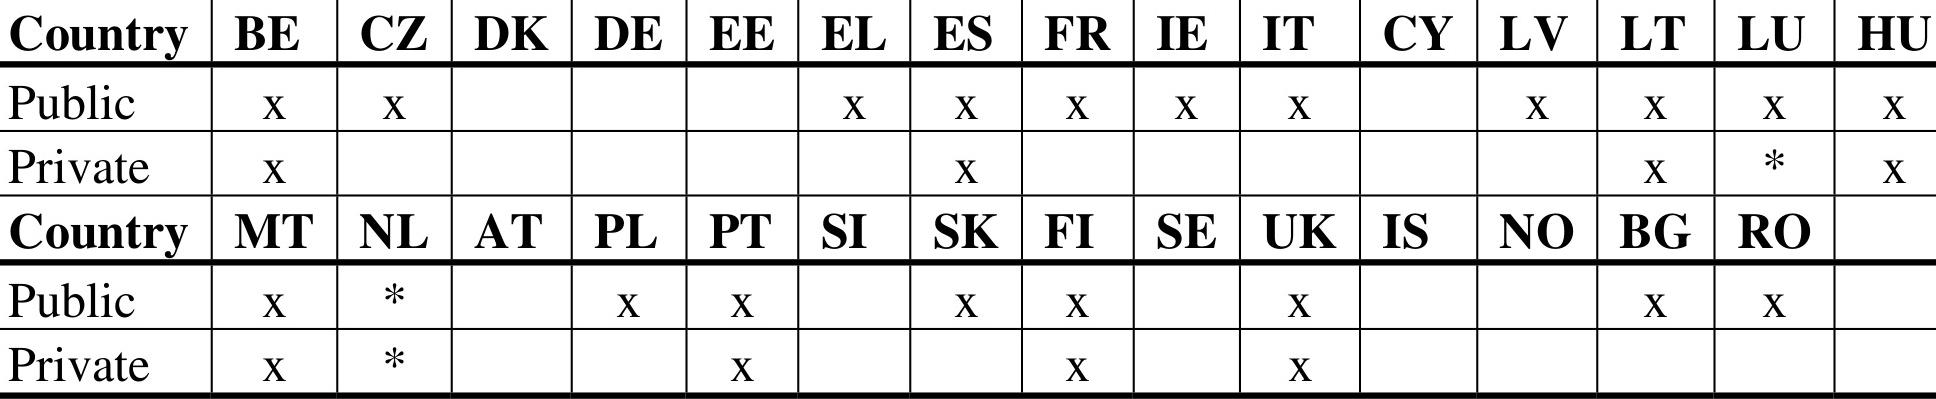 Country BE CZ DK DE EE EL ES FR IE IT CY LV LT LU HU
Public x x x x x x x x x x x
Private x x x * x
Country MT NL AT PL PT SI SK FI SE UK IS NO BG RO
Public x * x x x x x x x
Private x * x x x